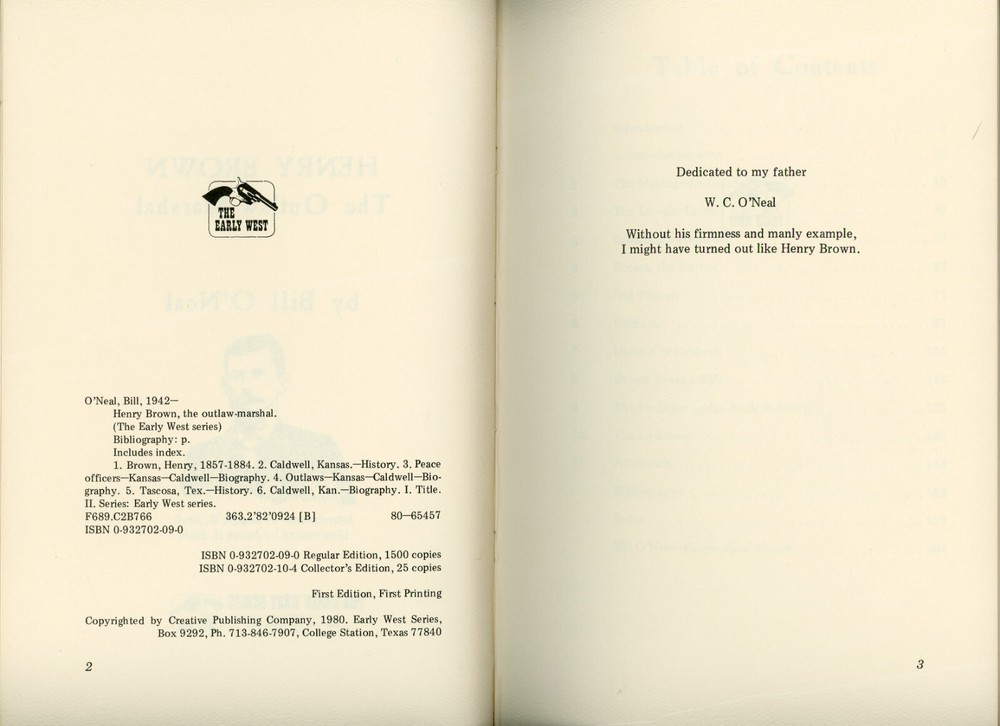 THE
EARLY WEST
O'Neal, Bill, 1942—
Henry Brown, the outlaw-marshal.
(The Early West series)
Bibliography: p.
Includes index.
1. Brown, Henry, 1857-1884. 2. Caldwell, Kansas.—History. 3. Peace
officers—Kansas—Caldwell—Biography. 4. Outlaws—Kansas—Caldwell—Bio-
graphy. 5. Tascosa, Tex.—History. 6. Caldwell, Kan.—Biography. I. Title.
II. Series: Early West series.
F689.C2B766 363.2'82'0924 [B] 80—65457
ISBN 0-932702-09-0
ISBN 0-932702-09-0 Regular Edition, 1500 copies
ISBN 0-932702-10-4 Collector's Edition, 25 copies
First Edition, First Printing
Copyrighted by Creative Publishing Company, 1980. Early West Series,
Box 9292, Ph. 713-846-7907, College Station, Texas 77840
2
Dedicated to my father
W. C. O'Neal
Without his firmness and manly example,
I might have turned out like Henry Brown.
3